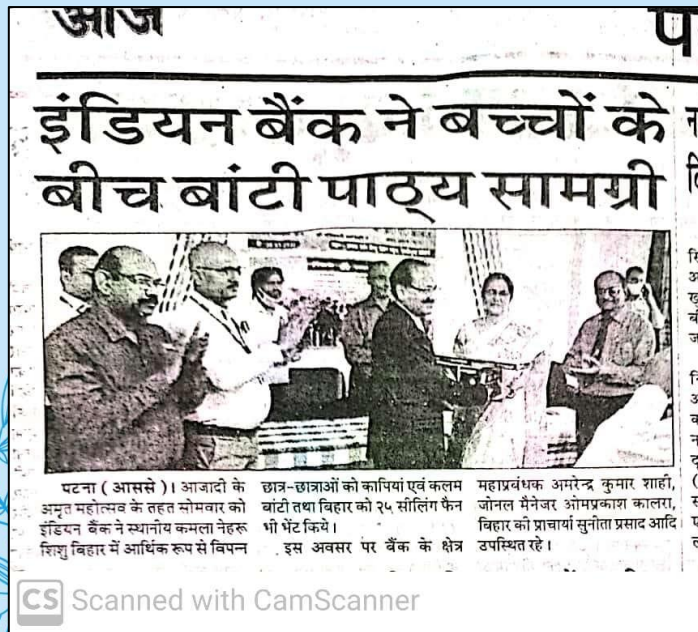 आज
प
इंडियन बैंक ने बच्चों के
बीच बांटी पाठ्य सामग्री
पटना ( आससे )। आजादी के
अमृत महोत्सव के तहत सोमवार को
इंडियन बैंक ने स्थानीय कमला नेहरू
शिशु बिहार में आर्थिक रूप से विपन्न
छात्र-छात्राओं को कापियां एवं कलम
बांटी तथा बिहार को २५ सीलिंग फैन
भी भेंट किये।
इस अवसर पर बैंक के क्षेत्र
महाप्रबंधक अमरेन्द्र कुमार शाही,
जोनल मैनेजर ओमप्रकाश कालरा,
बिहार की प्राचार्या सुनीता प्रसाद आदि
उपस्थित रहे।
CS Scanned with CamScanner